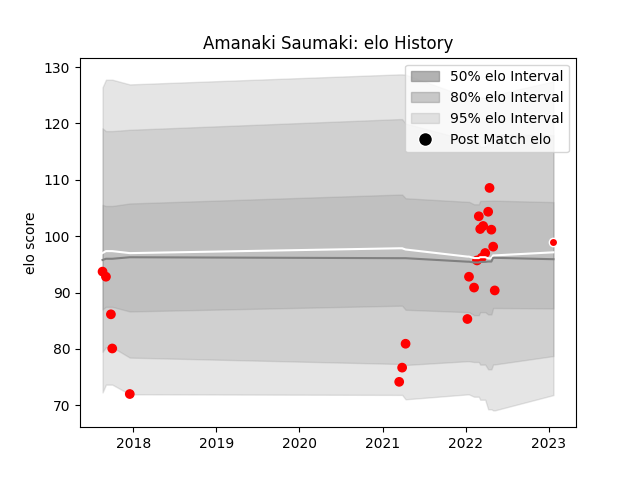 Amanaki Saumaki: elo History
elo score
130
120
110
100
90
80
70
50% elo Interval
80% elo Interval
95% elo Interval
Post Match elo
2018
2019
2020
2021
2022
2023